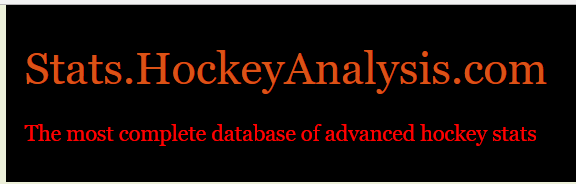 Stats.HockeyAnalysis.com
The most complete database of advanced hockey stats